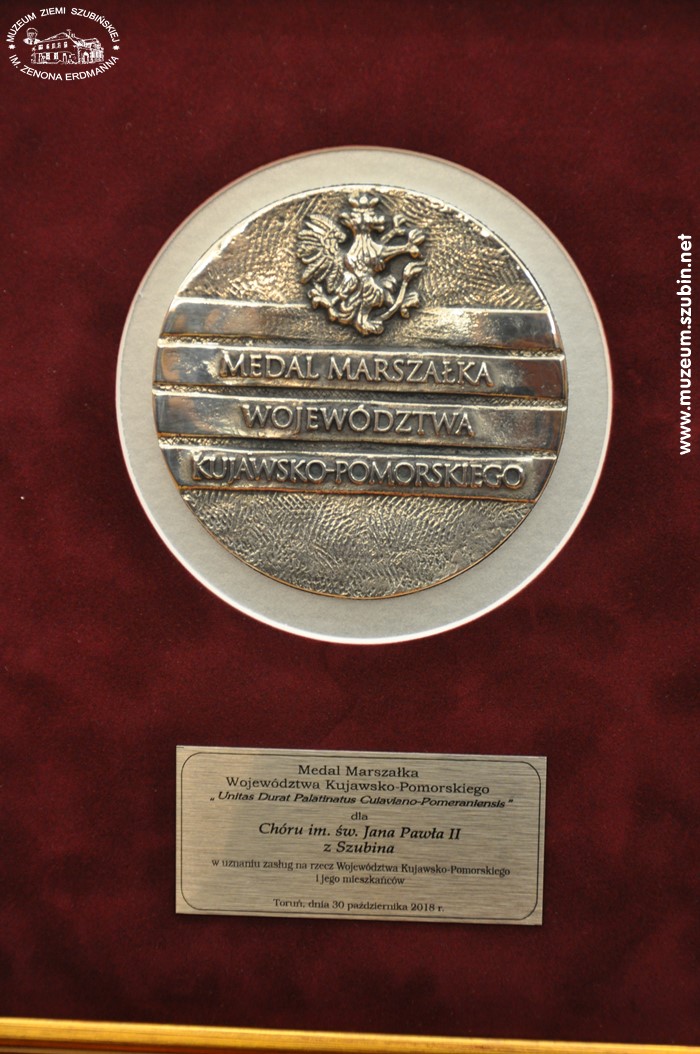 MUZEUM ZIEMI SZUBIŃSKIEJ
IM. ZENONA ERDMANNA
www.muzeum.szubin.net
MEDAL MARSZAŁKA
WOJEWÓDZTWA
KUJAWSKO-POMORSKIEGO
Medal Marszałka
Województwa Kujawsko-Pomorskiego
„ Unitas Durat Palatinatus Cuiaviano-Pomeraniensis "
dla
Chóru im. św. Jana Pawła II
z Szubina
w uznaniu zasług na rzecz Województwa Kujawsko-Pomorskiego
i jego mieszkańców
Toruń, dnia 30 października 2018 r.